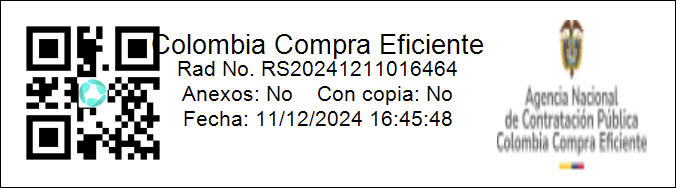 Colombia Compra Eficiente
Rad No. RS20241211016464
Anexos: No    Con copia: No
Fecha: 11/12/2024 16:45:48
Agencia Nacional
de Contratación Pública
Colombia Compra Eficiente